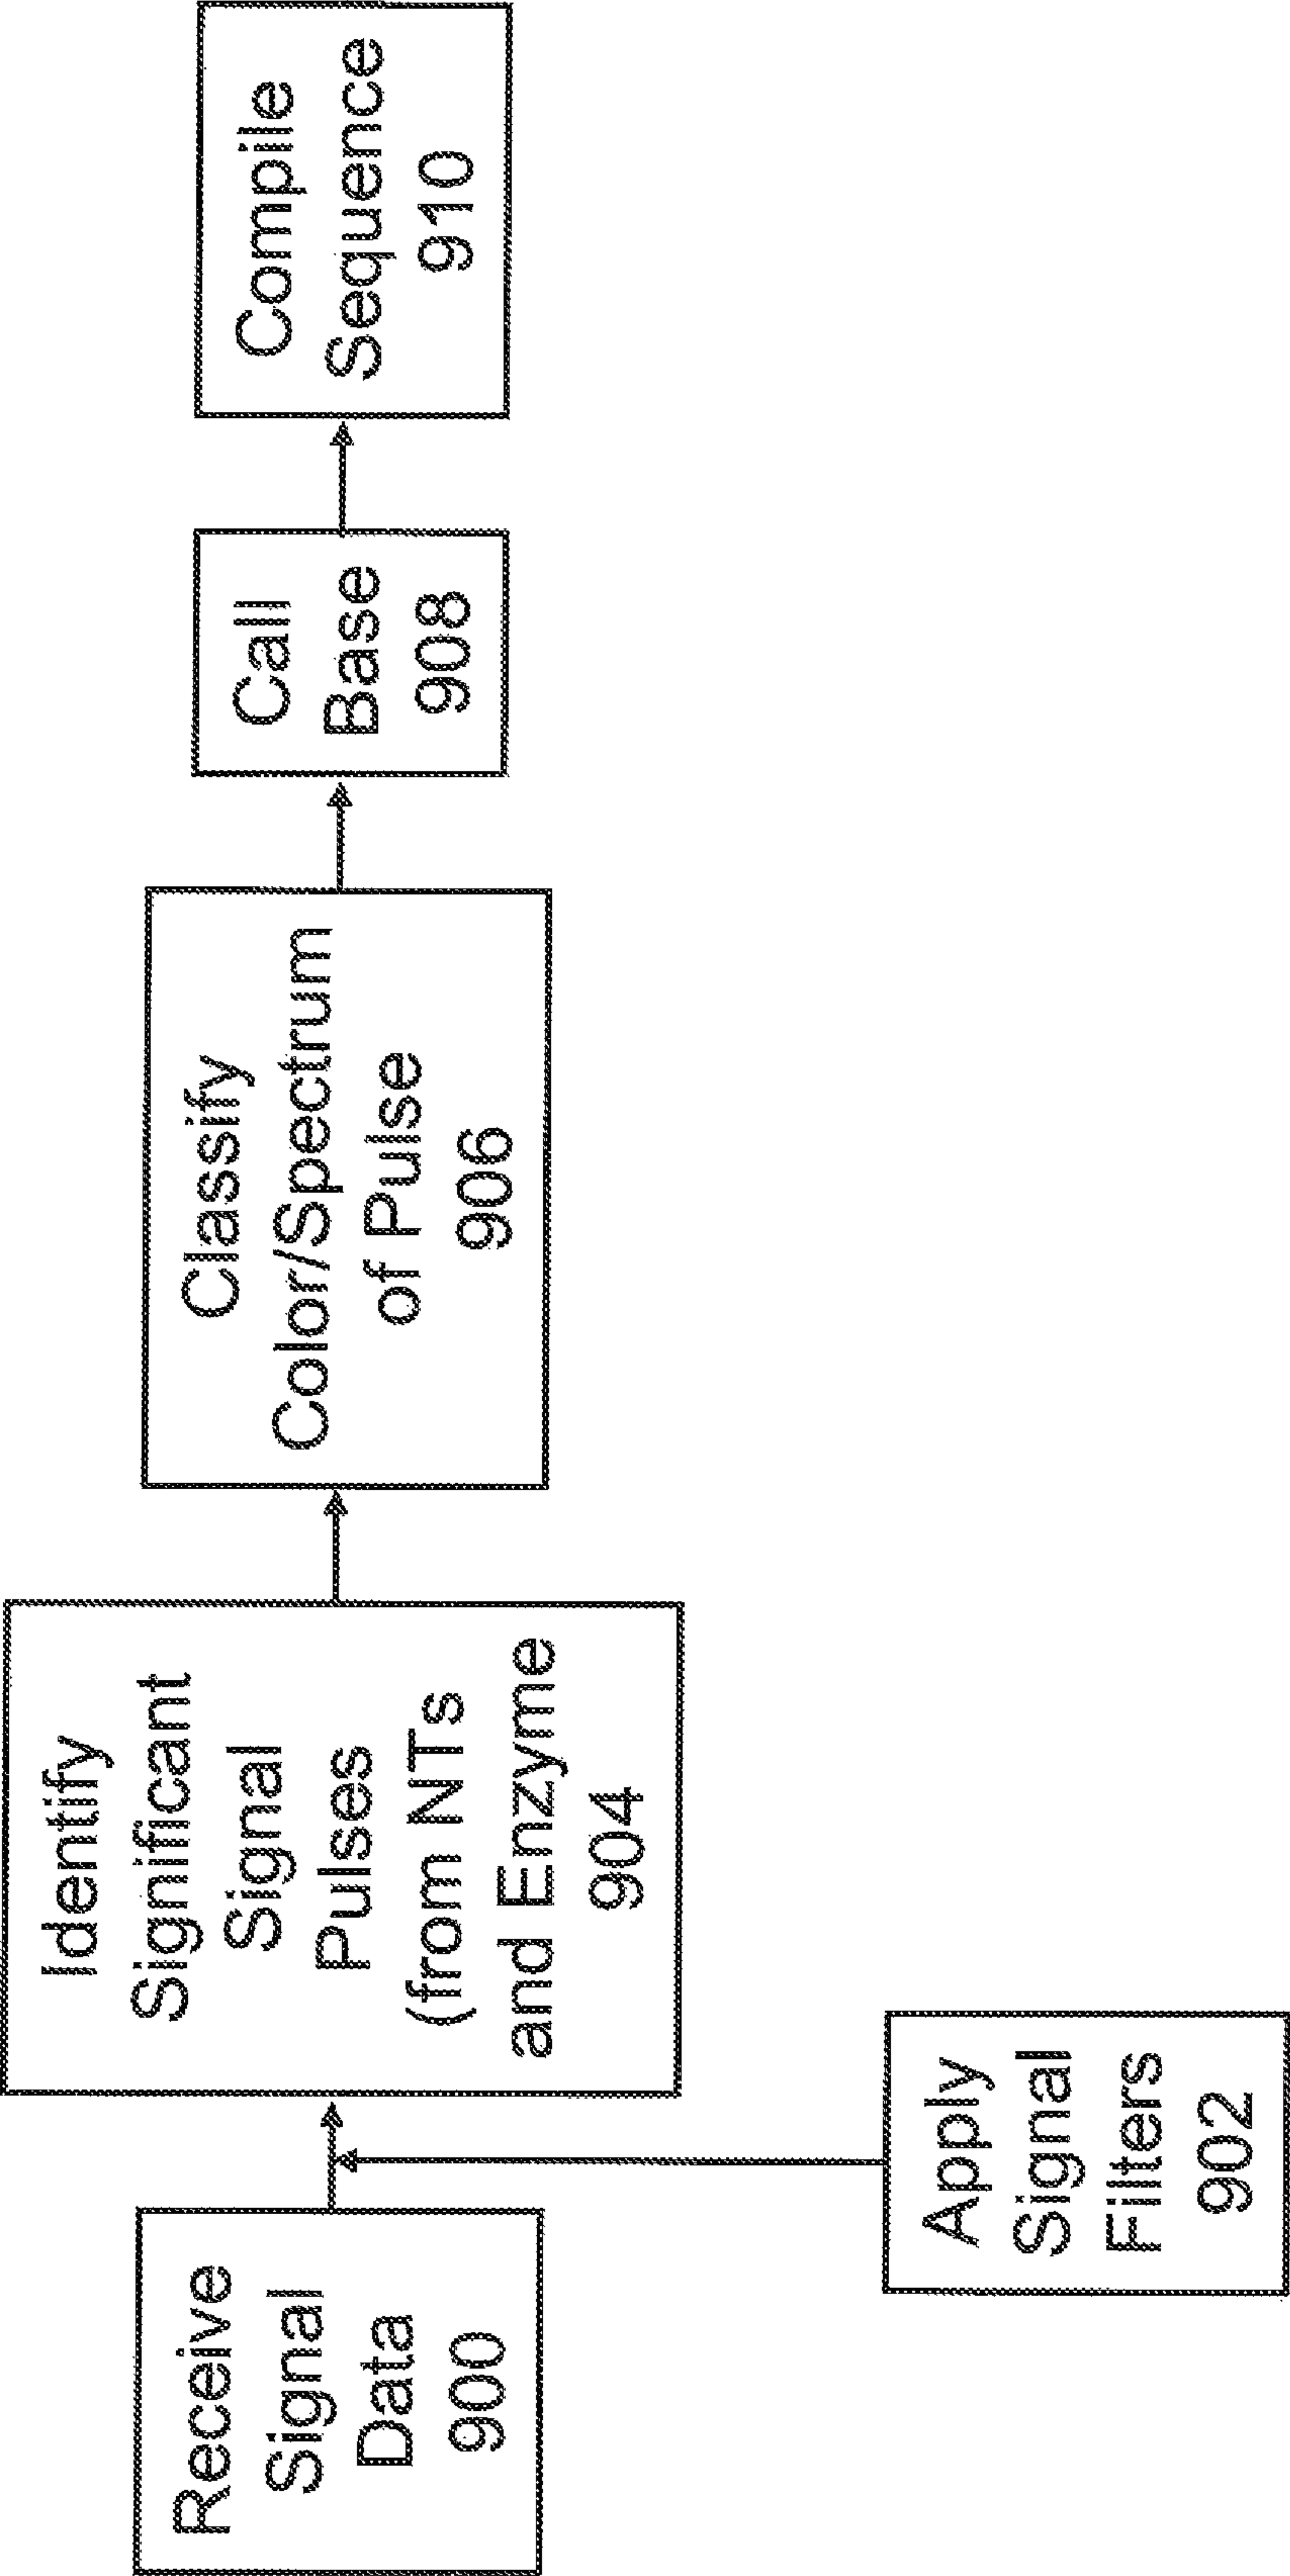 Receive
Signal
Data
900
Apply
Signal
Filters
902
Identify
Significant
Signal
Pulses
(from NTs
and Enzyme
904
Classify
Color/Spectrum
of Pulse
906
Call
Base
908
Compile
Sequence
910